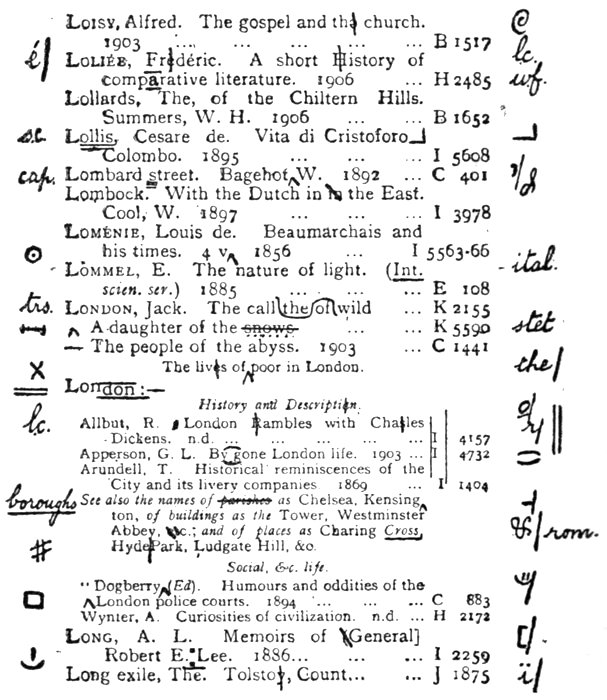 LOISY, Alfred. The gospel and the church.
1903 ... ... ... ... B 1517
é/ LOLIÉE, Frédéric. A short History of lc.
comparative literature. 1906 ... H 2485 wf.
Lollards, The, of the Chiltern Hills.
Summers, W. H. 1906 ... ... B 1652
s.c. Lollis, Cesare de. Vita di Cristoforo
Colombo. 1895 ... ... ... I 5608
cap. Lombard street. Bagehot, W. 1892 ... C 401
Lombock. With the Dutch in in the East.
Cool, W. 1897 ... ... ... I 3978
LOMÉNIE, Louis de. Beaumarchais and
his times. 4 v 1856 ... I 5563-66
LOMMEL, E. The nature of light. (Int. ital.
scien. ser.) 1885 ... ... ... E 108
trs. LONDON, Jack. The call the of wild ... K 2155
A daughter of the snows ... ... K 5590 stet
— The people of the abyss. 1903 ... C 1441
X The lives of poor in London. the/
London:—
History and Description.
lc. Allbut, R. London Rambles with Charles
Dickens. n.d. ... ... ... ... I 4157
Apperson, G. L. By gone London life. 1903 ... I 4732
Arundell, T. Historical reminiscences of the
City and its livery companies 1869 ... I 1404
boroughs See also the names of parishes as Chelsea, Kensing
ton, of buildings as the Tower, Westminster
Abbey, &c.; and of places as Charing Cross, rom.
# HydePark, Ludgate Hill, &c.
Social, &c. life.
"Dogberry (Ed). Humours and oddities of the
London police courts. 1894 ... ... ... C 883
Wynter, A. Curiosities of civilization. n.d. ... H 2172
LONG, A. L. Memoirs of General] [/
Robert E. Lee. 1886... ... ... I 2259
Long exile, The. Tolstoy, Count... ... J 1875 ï/